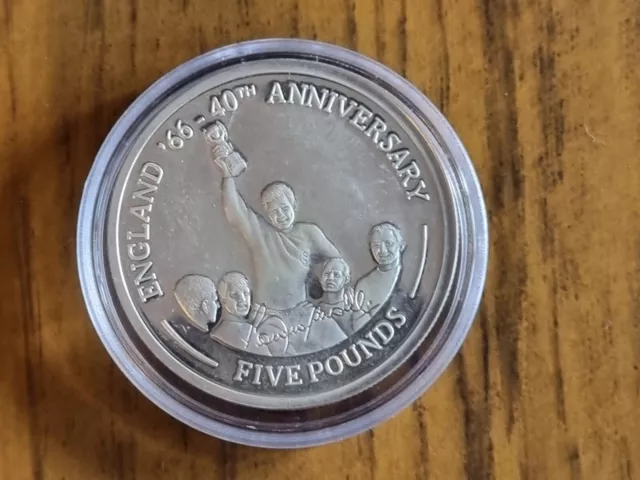 ENGLAND '66 - 40TH ANNIVERSARY
FIVE POUNDS